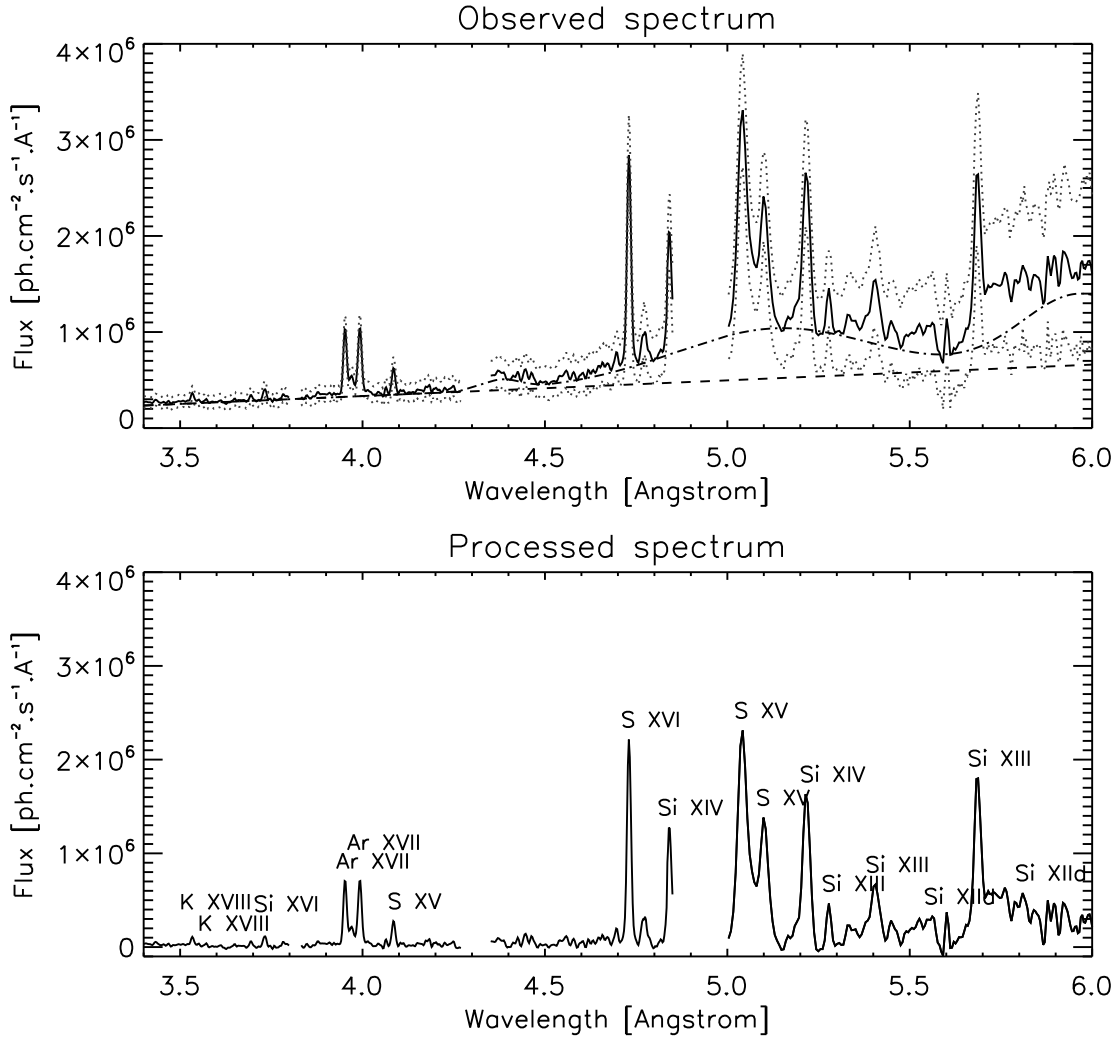 Observed spectrum
Flux [ph.cm⁻².s⁻¹.A⁻¹]
4×10⁶
3×10⁶
2×10⁶
1×10⁶
0
3.5 4.0 4.5 5.0 5.5 6.0
Wavelength [Angstrom]
Processed spectrum
Flux [ph.cm⁻².s⁻¹.A⁻¹]
4×10⁶
3×10⁶
2×10⁶
1×10⁶
0
K XVIII
K XVIII
Si XVI
Ar XVII
Ar XVII
S XV
S XVI
Si XIV
S XV
S XV
Si XIV
Si XIII
Si XIII
Si XIId
Si XIII
Si XIId
3.5 4.0 4.5 5.0 5.5 6.0
Wavelength [Angstrom]